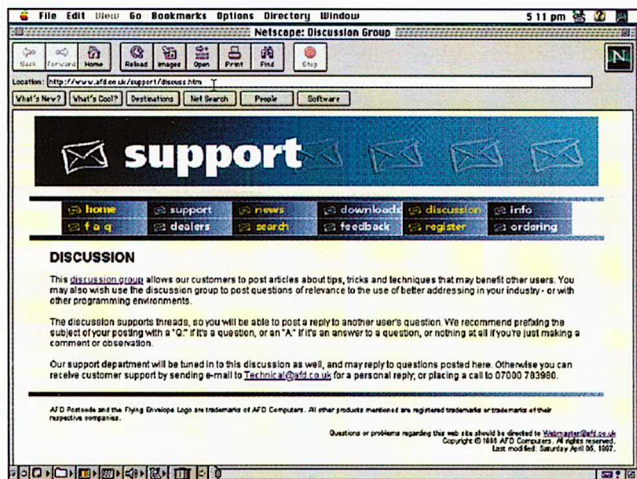 File Edit View Go Bookmarks Options Directory Window 5 11 pm
Netscape: Discussion Group
Back Forward Home Reload Images Open Print Find Stop
N
Location: http://www.afd.co.uk/support/discuss.htm
What's New? What's Cool? Destinations Net Search People Software
support
home support news downloads discussion info
f a q dealers search feedback register ordering
DISCUSSION
This discussion group allows our customers to post articles about tips, tricks and techniques that may benefit other users. You
may also wish use the discussion group to post questions of relevance to the use of better addressing in your industry - or with
other programming environments.
The discussion supports threads, so you will be able to post a reply to another user's question. We recommend prefixing the
subject of your posting with a "Q:" if it's a question, or an "A:" if it's an answer to a question, or nothing at all if you're just making a
comment or observation.
Our support department will be tuned in to this discussion as well, and may reply to questions posted here. Otherwise you can
receive customer support by sending e-mail to Technical@afd.co.uk for a personal reply, or placing a call to 07000 783980.
AFD Postcode and the Flying Envelope Logo are trademarks of AFD Computers. All other products mentioned are registered trademarks or trademarks of their
respective companies.
Questions or problems regarding this web site should be directed to Webmaster@afd.co.uk
Copyright © 1996 AFD Computers. All rights reserved.
Last modified: Saturday April 05, 1997.